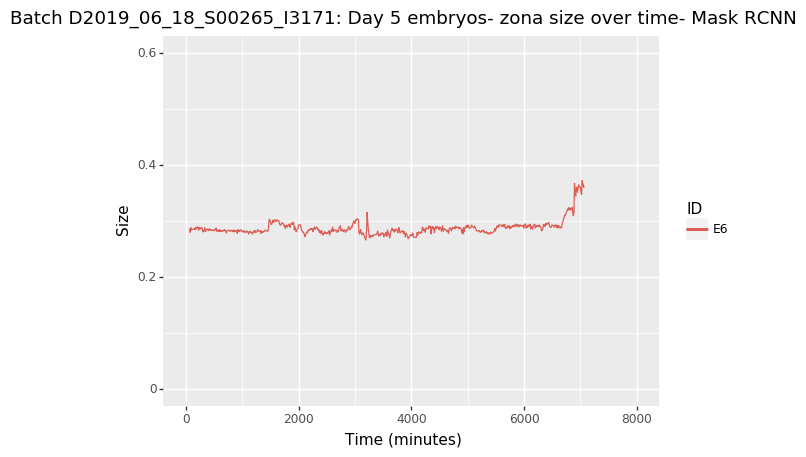 Batch D2019_06_18_S00265_I3171: Day 5 embryos- zona size over time- Mask RCNN
0.6
0.4
0.2
0
Size
0 2000 4000 6000 8000
Time (minutes)
ID
E6